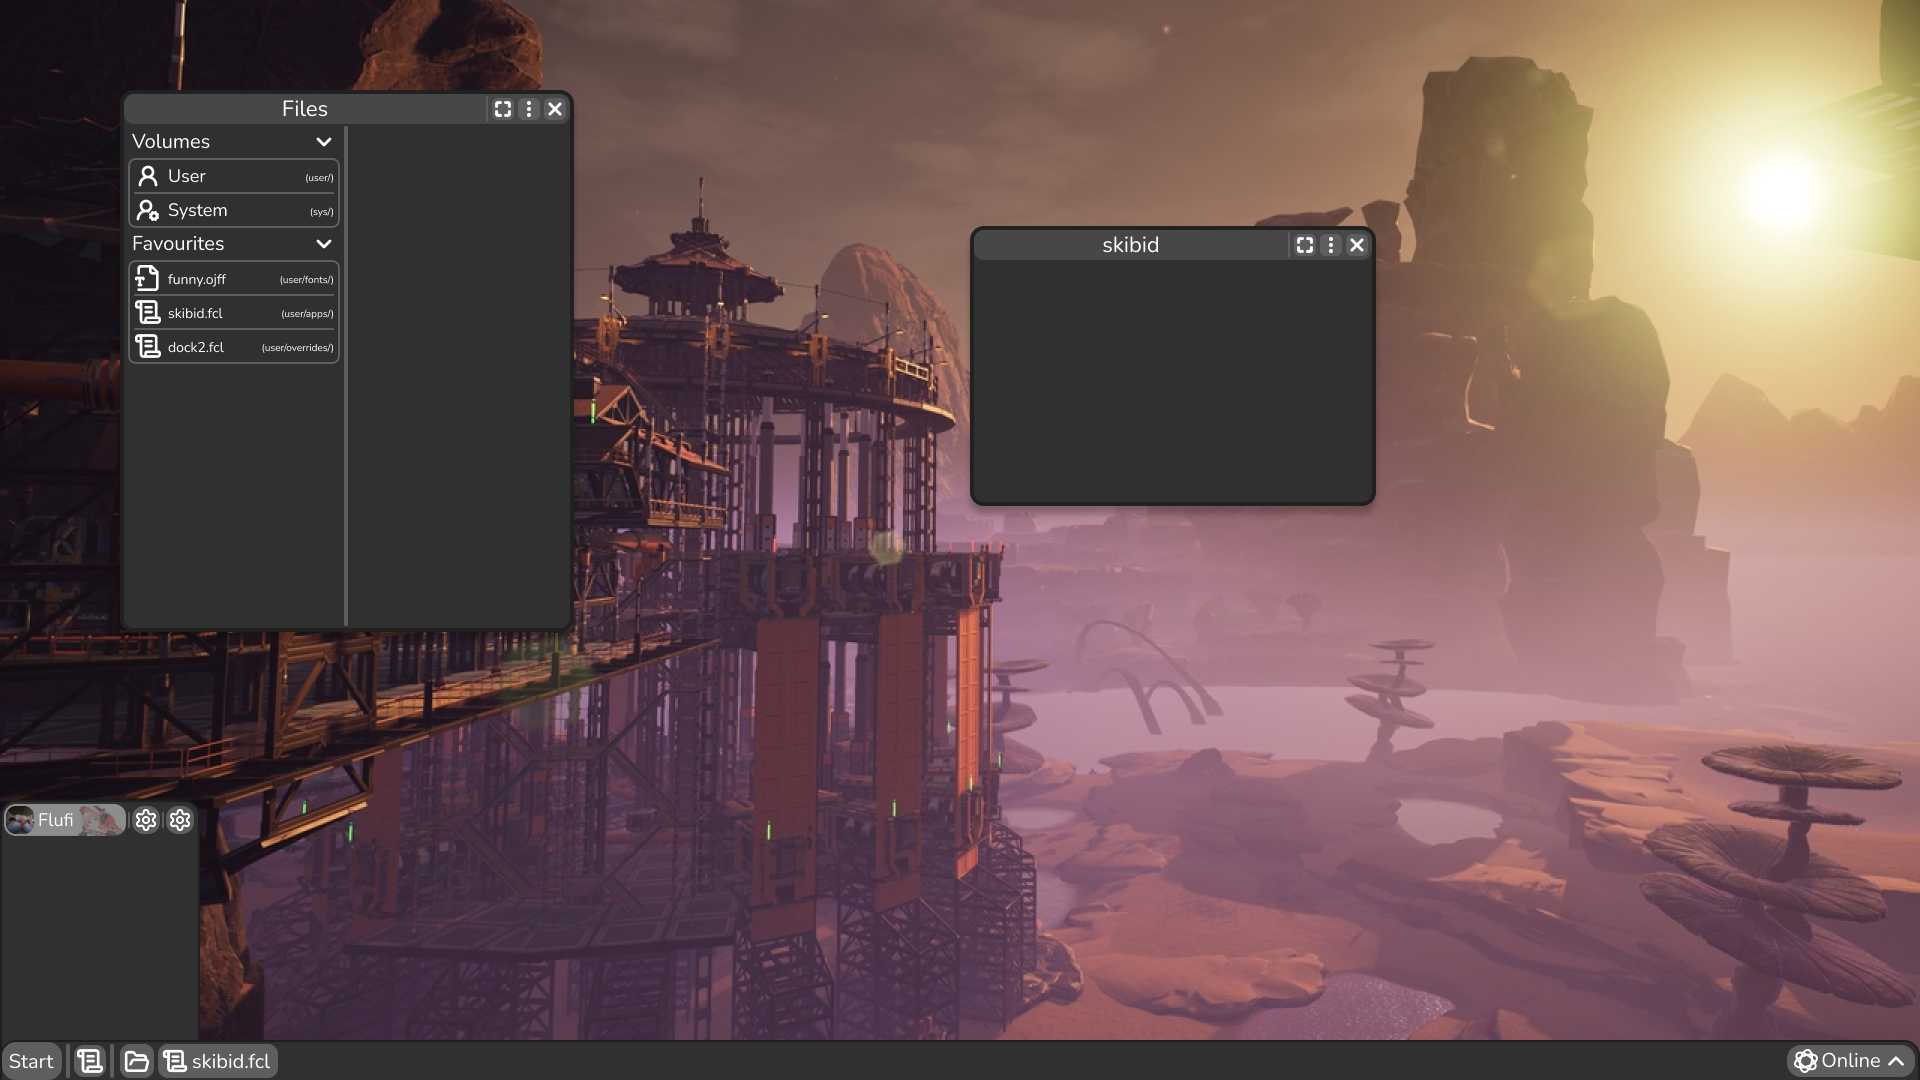 Files
Volumes
User (user/)
System (sys/)
Favourites
funny.ojff (user/fonts/)
skibid.fcl (user/apps/)
dock2.fcl (user/overrides/)
skibid
Flufi
Start
skibid.fcl
Online